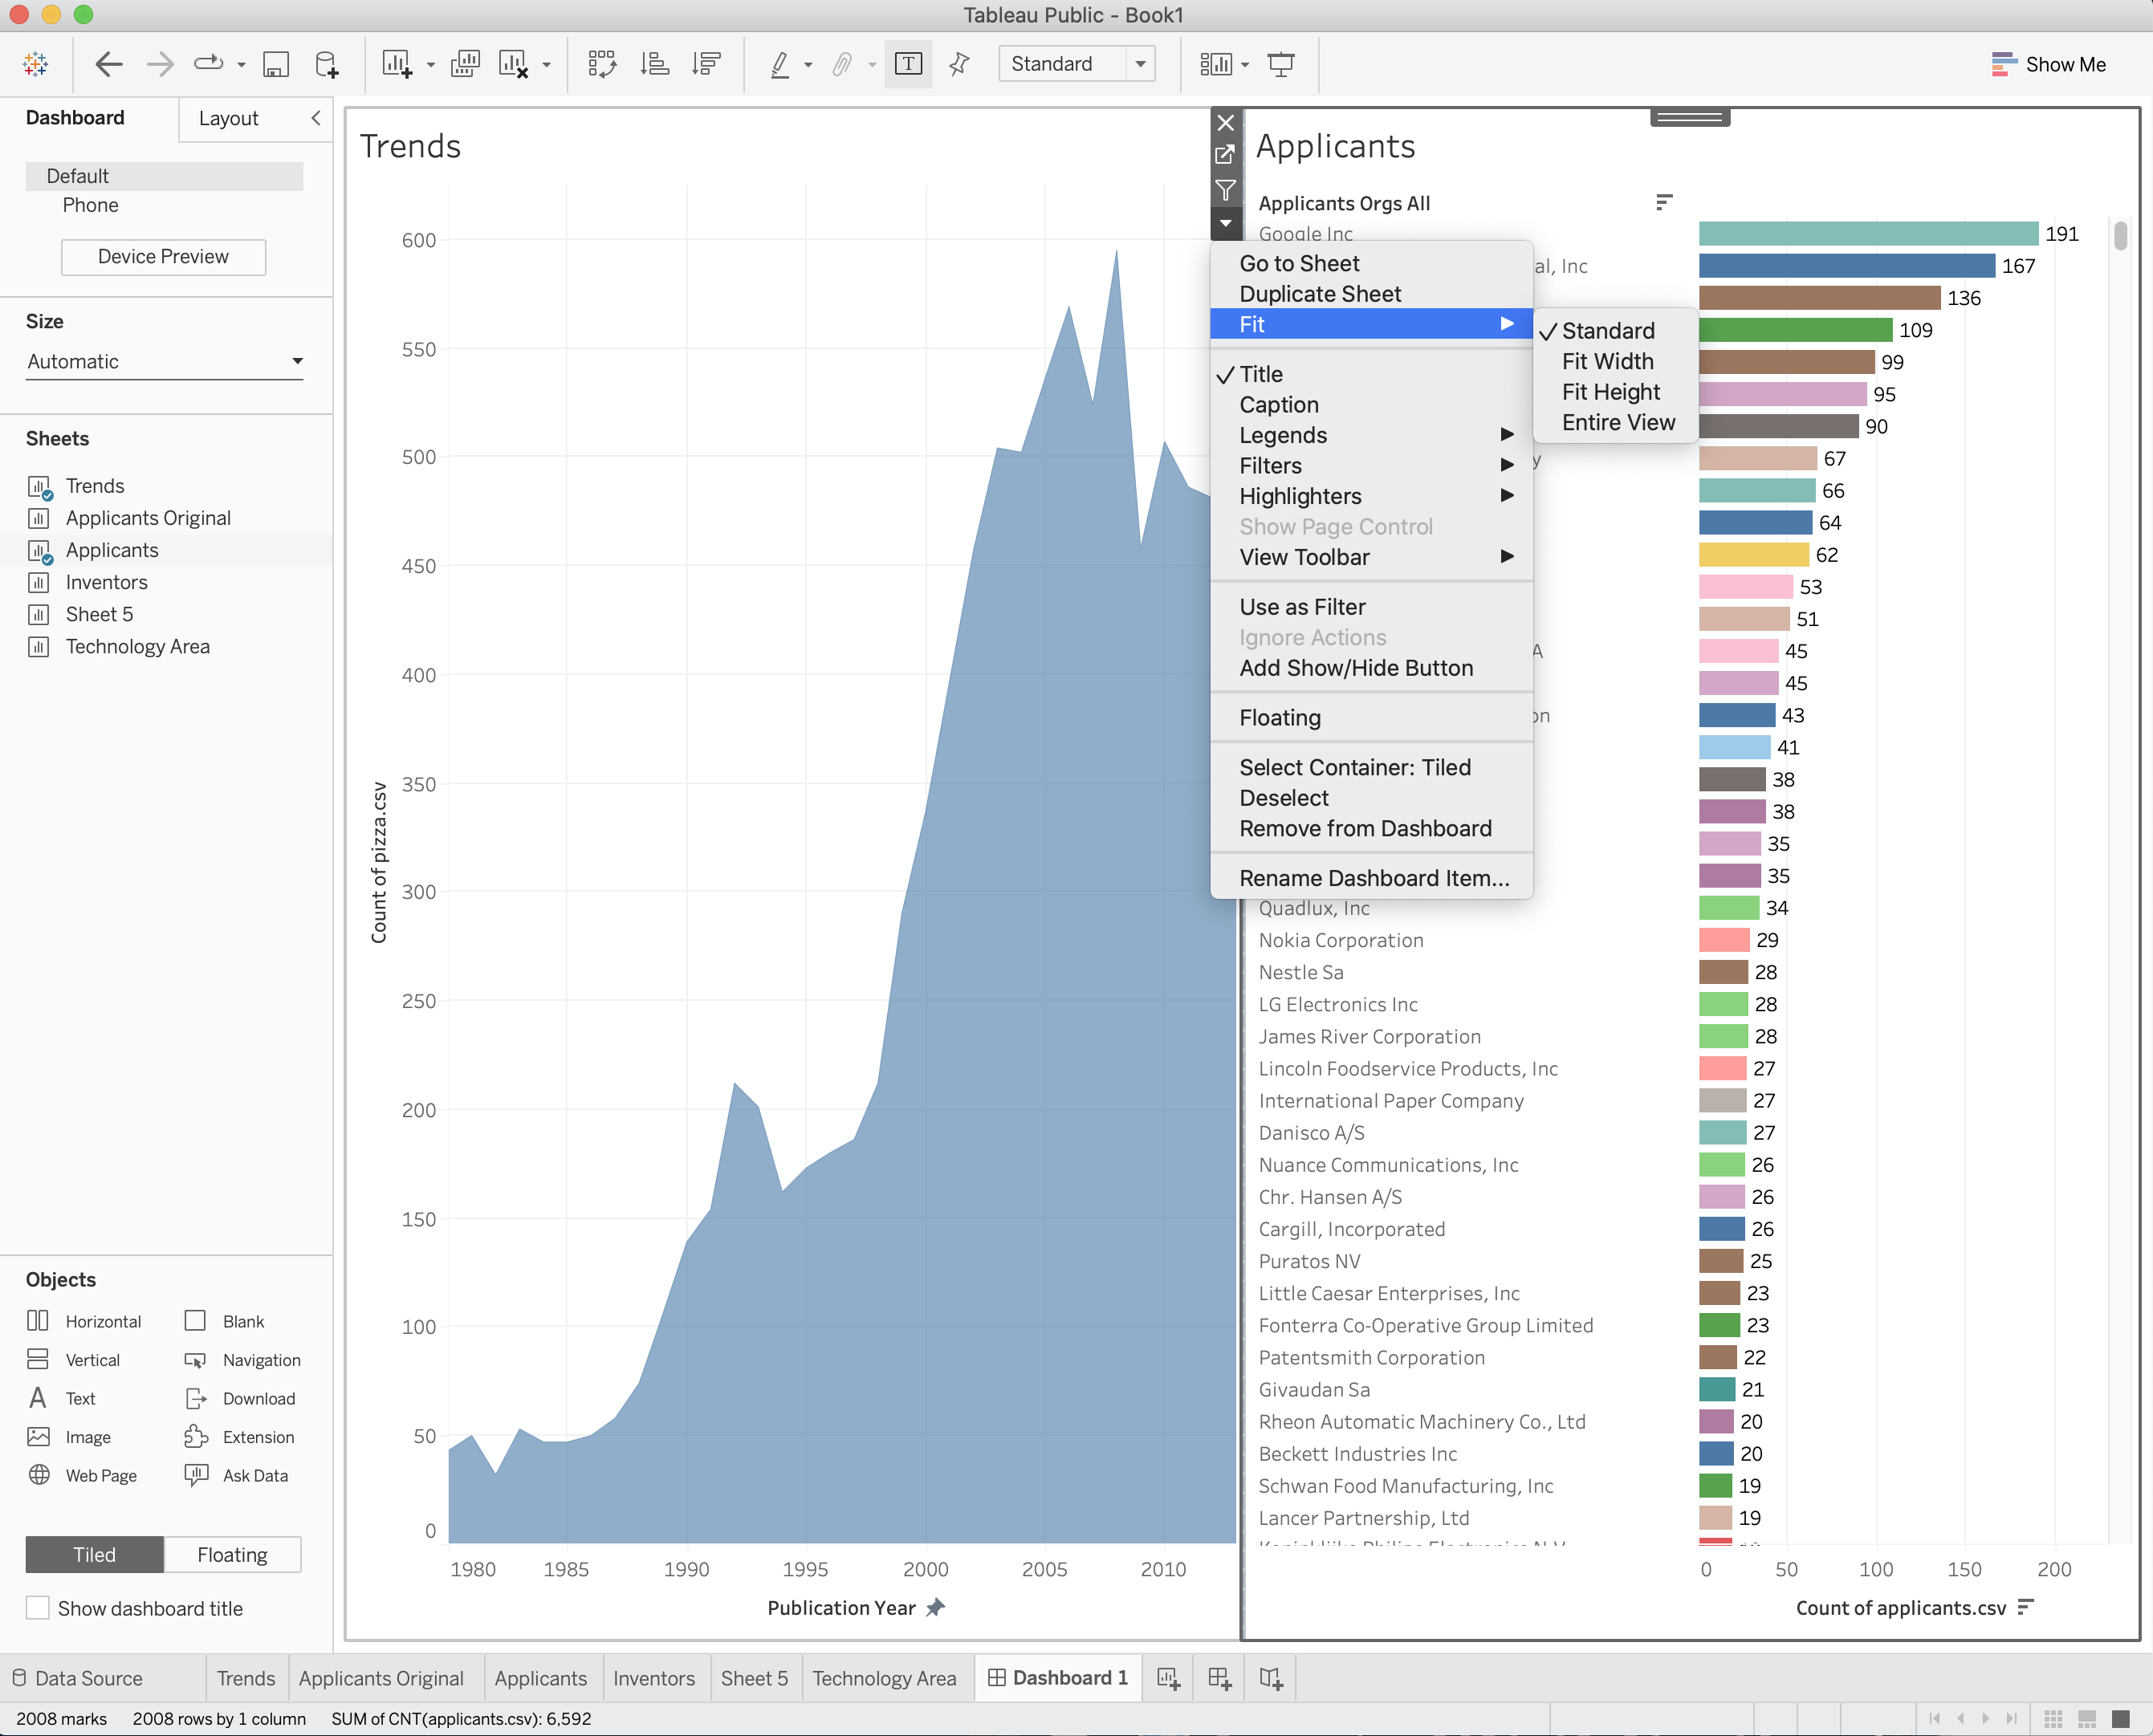 Tableau Public - Book1
Standard
Show Me
Dashboard
Layout
Default
Phone
Device Preview
Size
Automatic
Sheets
Trends
Applicants Original
Applicants
Inventors
Sheet 5
Technology Area
Objects
Horizontal
Blank
Vertical
Navigation
Text
Download
Image
Extension
Web Page
Ask Data
Tiled
Floating
Show dashboard title
Trends
600
550
500
450
400
350
300
250
200
150
100
50
0
Count of pizza.csv
1980
1985
1990
1995
2000
2005
2010
Publication Year
Applicants
Applicants Orgs All
Google Inc
191
al, Inc
167
136
109
99
95
90
y
67
66
64
62
53
51
A
45
45
on
43
41
38
38
35
35
Quadlux, Inc
34
Nokia Corporation
29
Nestle Sa
28
LG Electronics Inc
28
James River Corporation
28
Lincoln Foodservice Products, Inc
27
International Paper Company
27
Danisco A/S
27
Nuance Communications, Inc
26
Chr. Hansen A/S
26
Cargill, Incorporated
26
Puratos NV
25
Little Caesar Enterprises, Inc
23
Fonterra Co-Operative Group Limited
23
Patentsmith Corporation
22
Givaudan Sa
21
Rheon Automatic Machinery Co., Ltd
20
Beckett Industries Inc
20
Schwan Food Manufacturing, Inc
19
Lancer Partnership, Ltd
19
0
50
100
150
200
Count of applicants.csv
Go to Sheet
Duplicate Sheet
Fit
Title
Caption
Legends
Filters
Highlighters
Show Page Control
View Toolbar
Use as Filter
Ignore Actions
Add Show/Hide Button
Floating
Select Container: Tiled
Deselect
Remove from Dashboard
Rename Dashboard Item...
Standard
Fit Width
Fit Height
Entire View
Data Source
Trends
Applicants Original
Applicants
Inventors
Sheet 5
Technology Area
Dashboard 1
2008 marks
2008 rows by 1 column
SUM of CNT(applicants.csv): 6,592